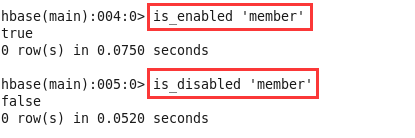 hbase(main):004:0> is_enabled 'member'
true
0 row(s) in 0.0750 seconds
hbase(main):005:0> is_disabled 'member'
false
0 row(s) in 0.0520 seconds